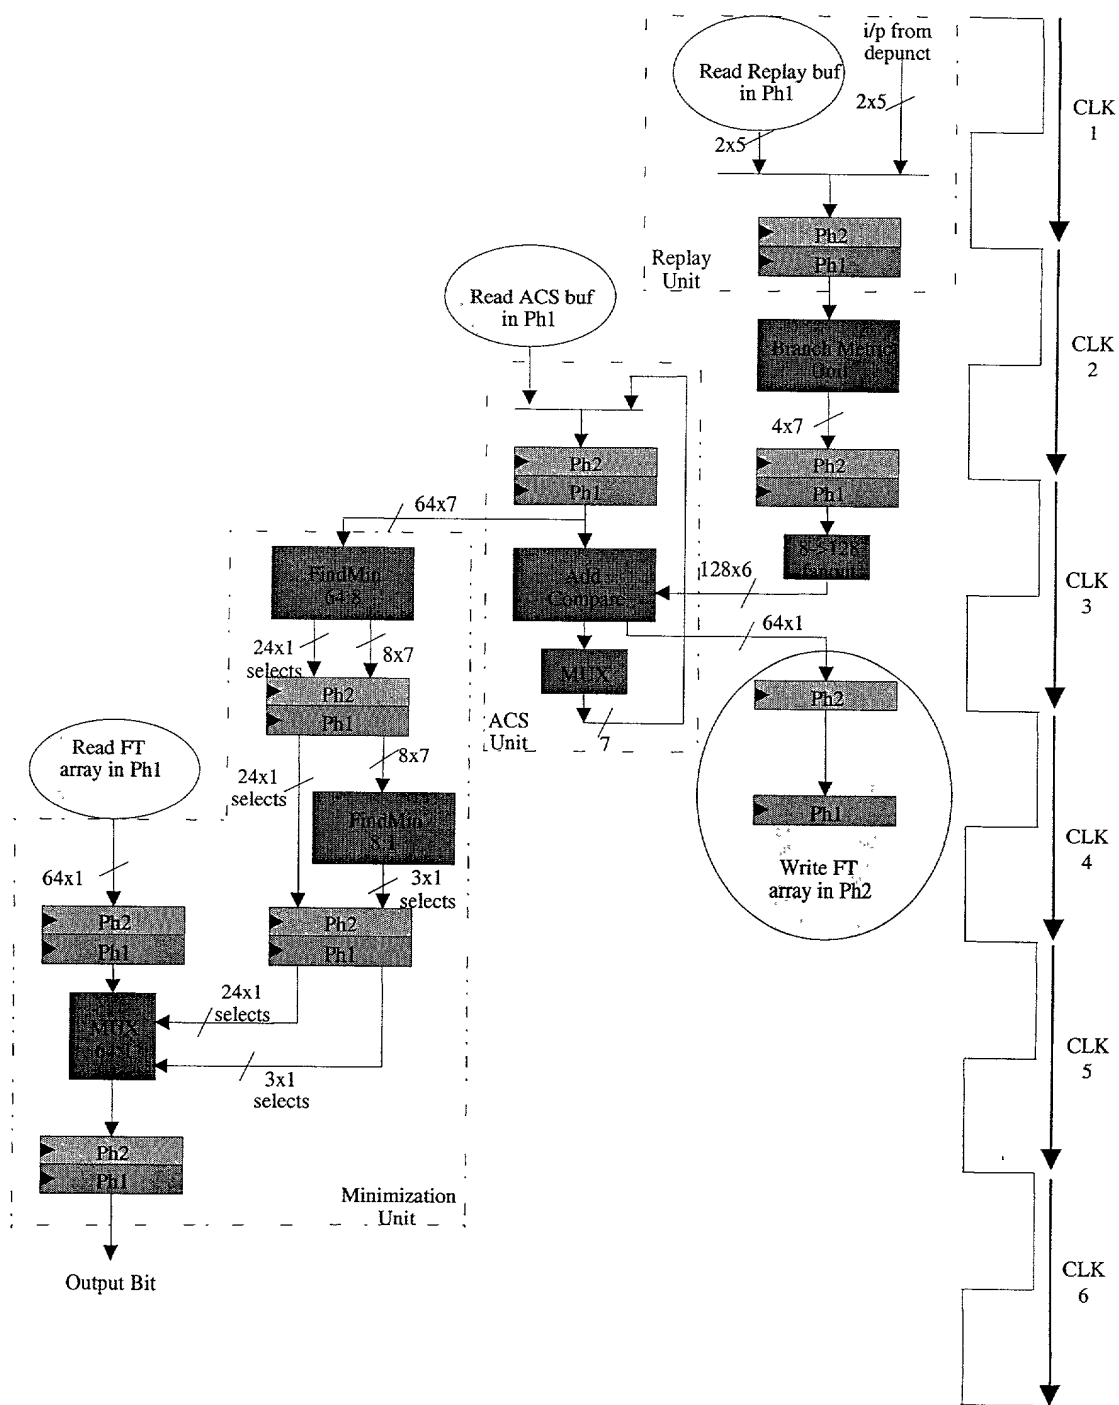 i/p from
depunct
Read Replay buf
in Ph1
2x5
2x5
CLK
1
Ph2
Ph1
Replay
Unit
Read ACS buf
in Ph1
Branch Metric
Unit
CLK
2
4x7
Ph2
Ph1
Ph2
Ph1
64x7
8->128
fanout
FindMin
64:8
Add
Compare
128x6
CLK
3
24x1
selects
8x7
64x1
MUX
Ph2
Ph1
Ph2
ACS
Unit
7
Read FT
array in Ph1
8x7
24x1
selects
Ph1
FindMin
8:1
CLK
4
64x1
3x1
selects
Write FT
array in Ph2
Ph2
Ph1
Ph2
Ph1
24x1
selects
MUX
CLK
5
3x1
selects
Ph2
Ph1
Minimization
Unit
Output Bit
CLK
6